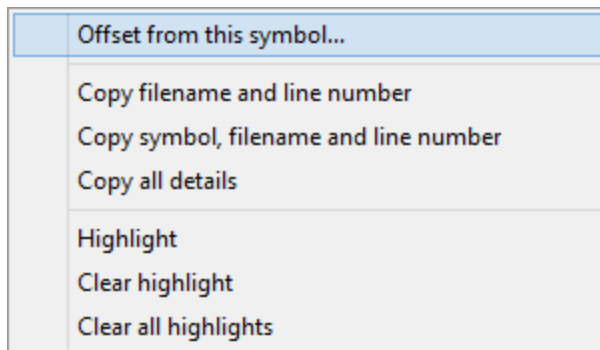 Offset from this symbol...
Copy filename and line number
Copy symbol, filename and line number
Copy all details
Highlight
Clear highlight
Clear all highlights